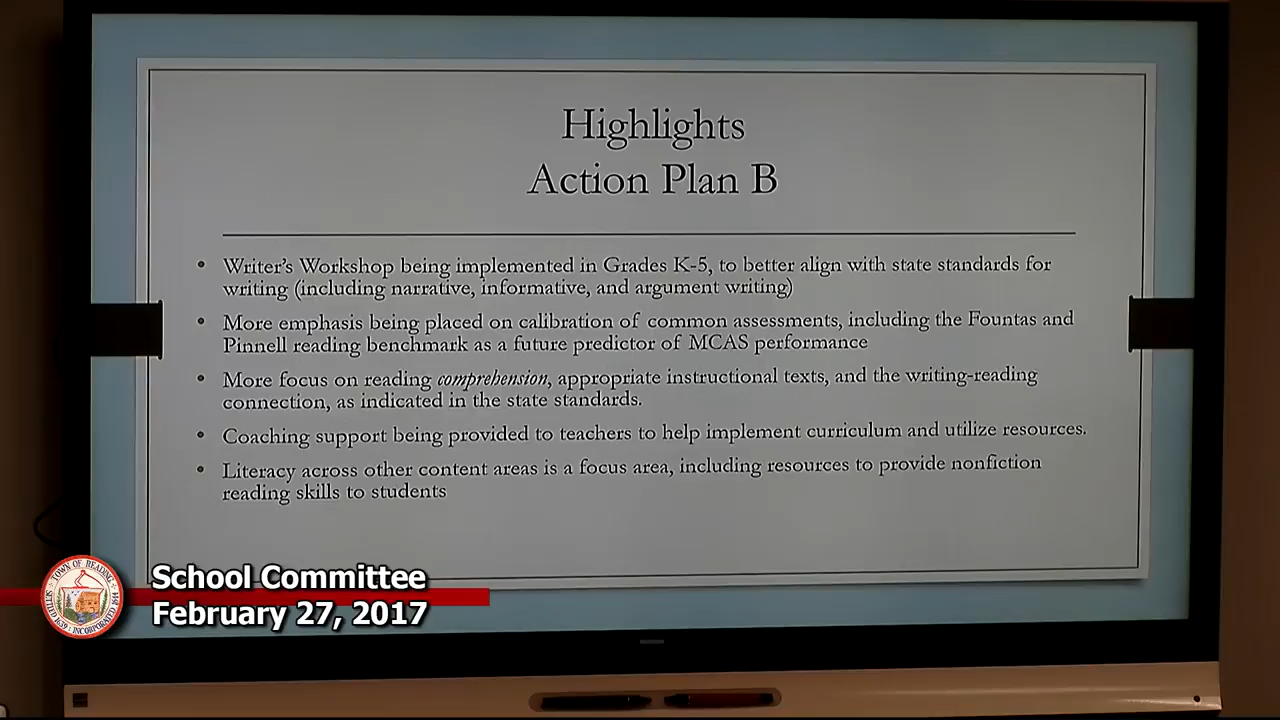 Highlights
Action Plan B
• Writer's Workshop being implemented in Grades K-5, to better align with state standards for
writing (including narrative, informative, and argument writing)
• More emphasis being placed on calibration of common assessments, including the Fountas and
Pinnell reading benchmark as a future predictor of MCAS performance
• More focus on reading comprehension, appropriate instructional texts, and the writing-reading
connection, as indicated in the state standards.
• Coaching support being provided to teachers to help implement curriculum and utilize resources.
• Literacy across other content areas is a focus area, including resources to provide nonfiction
reading skills to students
School Committee
February 27, 2017
TOWN OF READING
INCORPORATED